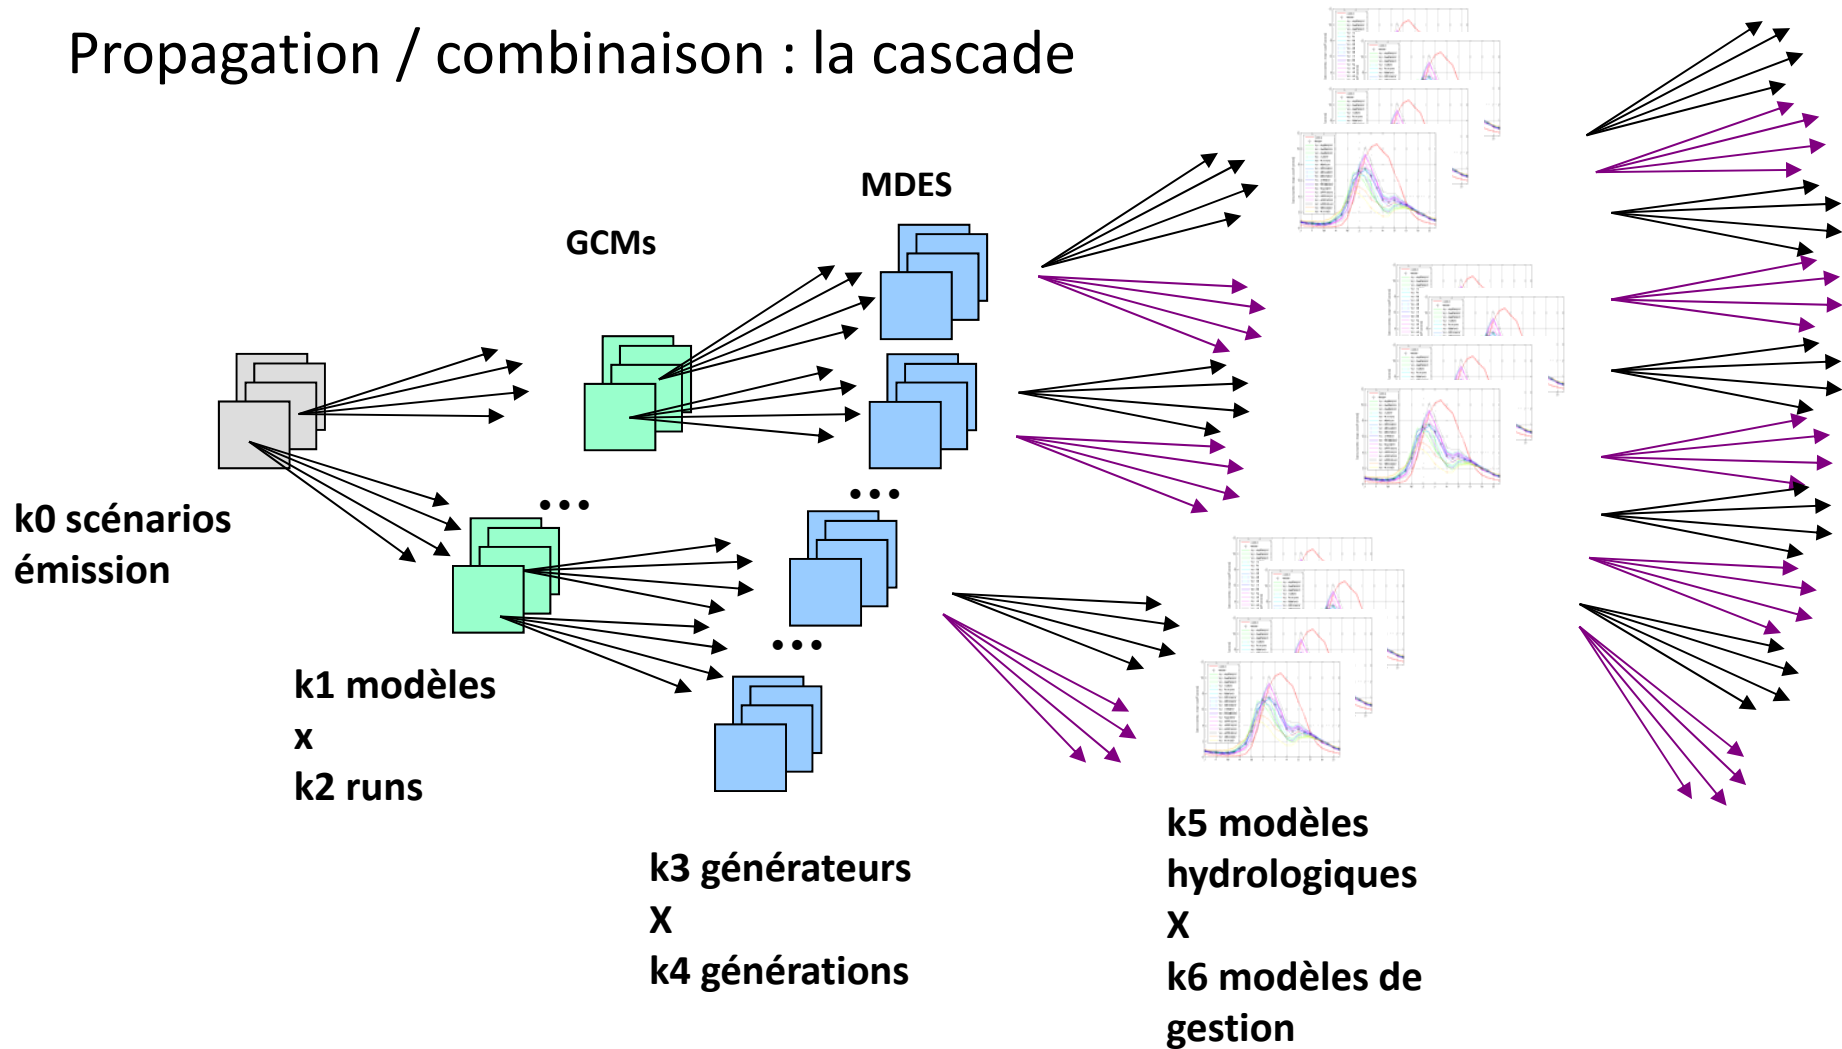 Propagation / combinaison : la cascade
MDES
GCMs
...
...
k0 scénarios
émission
...
k1 modèles
x
k2 runs
k3 générateurs
X
k4 générations
k5 modèles
hydrologiques
X
k6 modèles de
gestion